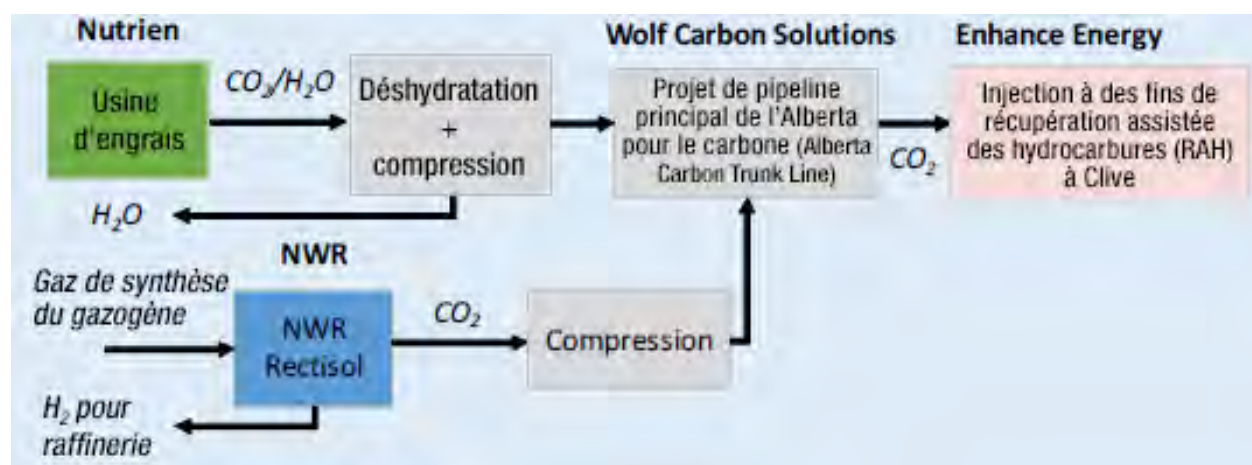 Nutrien
Wolf Carbon Solutions
Enhance Energy
Usine
d'engrais
CO₂/H₂O
Déshydratation
+
compression
Projet de pipeline
principal de l'Alberta
pour le carbone (Alberta
Carbon Trunk Line)
CO₂
Injection à des fins de
récupération assistée
des hydrocarbures (RAH)
à Clive
H₂O
NWR
Gaz de synthèse
du gazogène
NWR
Rectisol
CO₂
Compression
H₂ pour
raffinerie